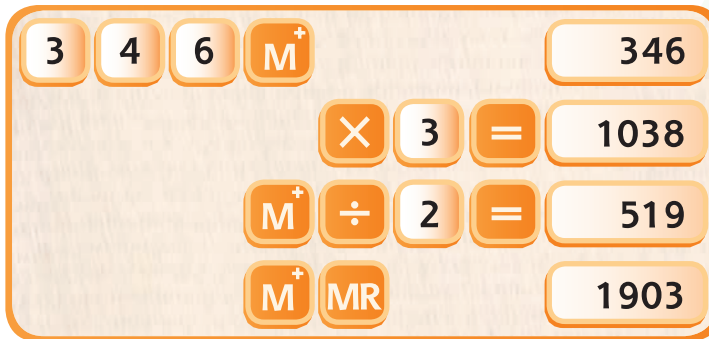 3 4 6 M+ 346
× 3 = 1038
M+ ÷ 2 = 519
M+ MR 1903